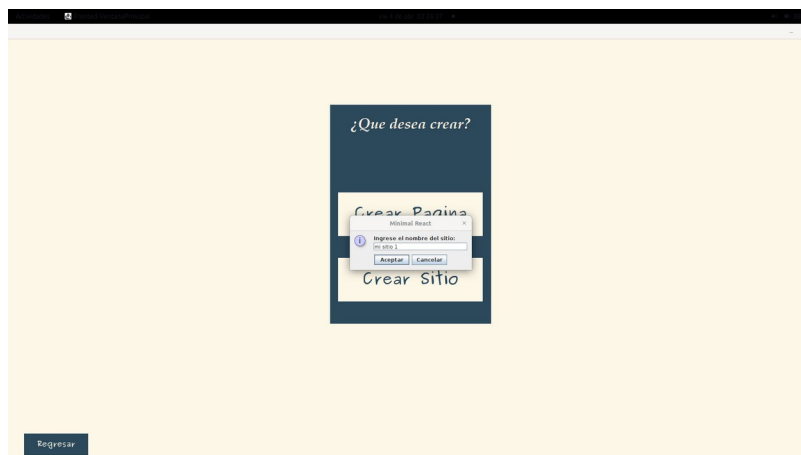 ¿Que desea crear?
Crear Pagina
Minimal React
Ingrese el nombre del sitio:
mi sitio 1
Aceptar Cancelar
Crear Sitio
Regresar